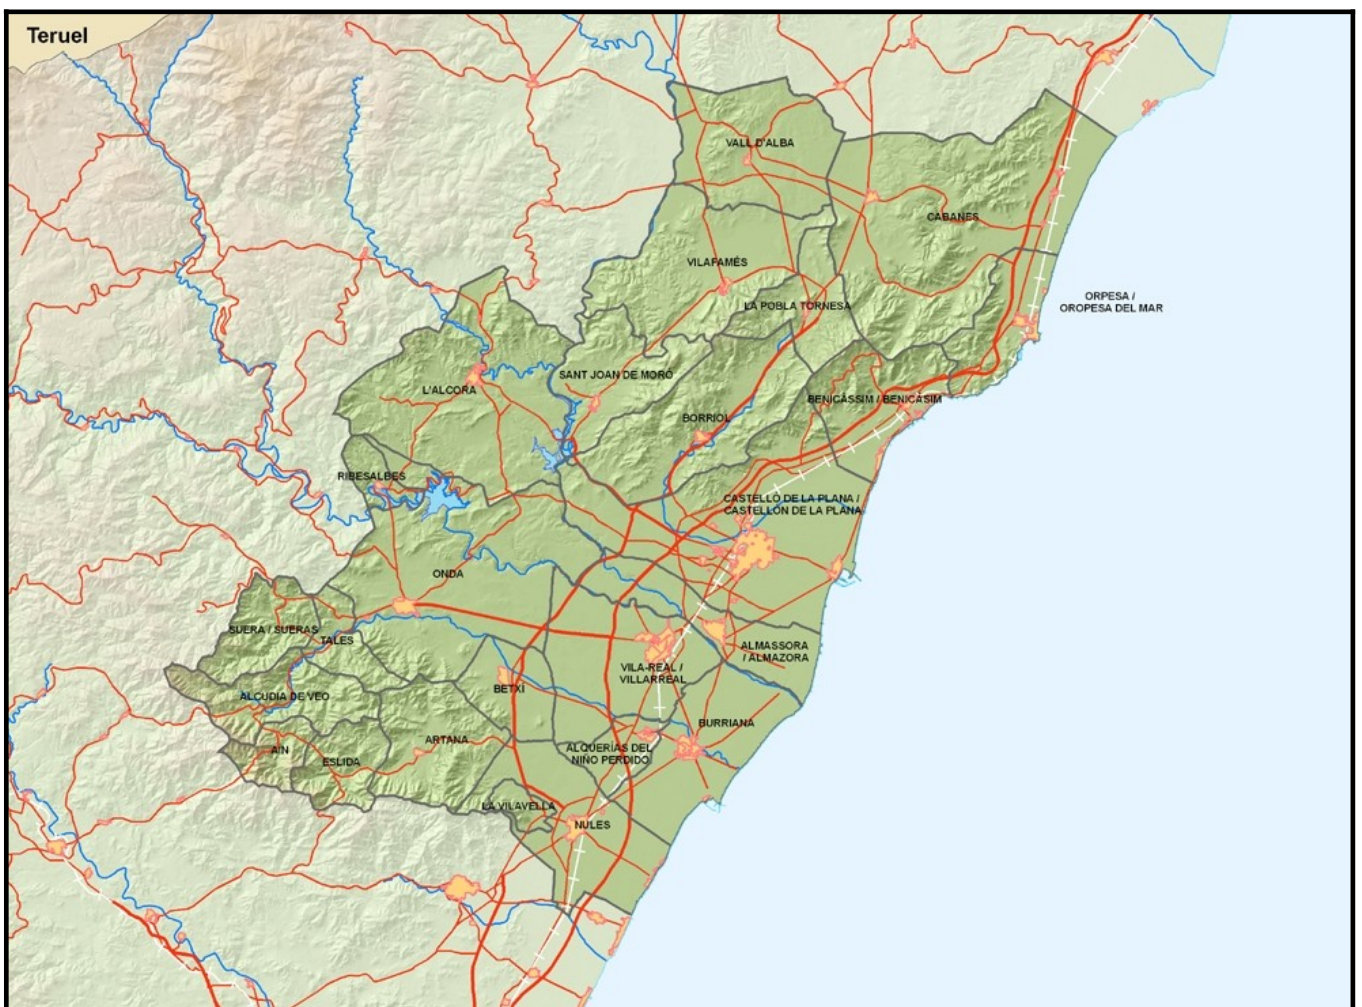 Teruel
VALL D'ALBA
CABANES
VILAFAMÉS
ORPESA /
OROPESA DEL MAR
LA POBLA TORNESA
SANT JOAN DE MORÓ
L'ALCORA
BENICÀSSIM / BENICASIM
BORRIOL
RIBESALBES
CASTELLÓ DE LA PLANA /
CASTELLÓN DE LA PLANA
ONDA
SUERA / SUERAS
TALES
ALMASSORA
/ ALMAZORA
VILA-REAL /
VILLARREAL
BETXÍ
ALCUDIA DE VEO
BURRIANA
ARTANA
AIN
ESLIDA
ALQUERÍAS DEL
NIÑO PERDIDO
LA VILAVELLA
NULES